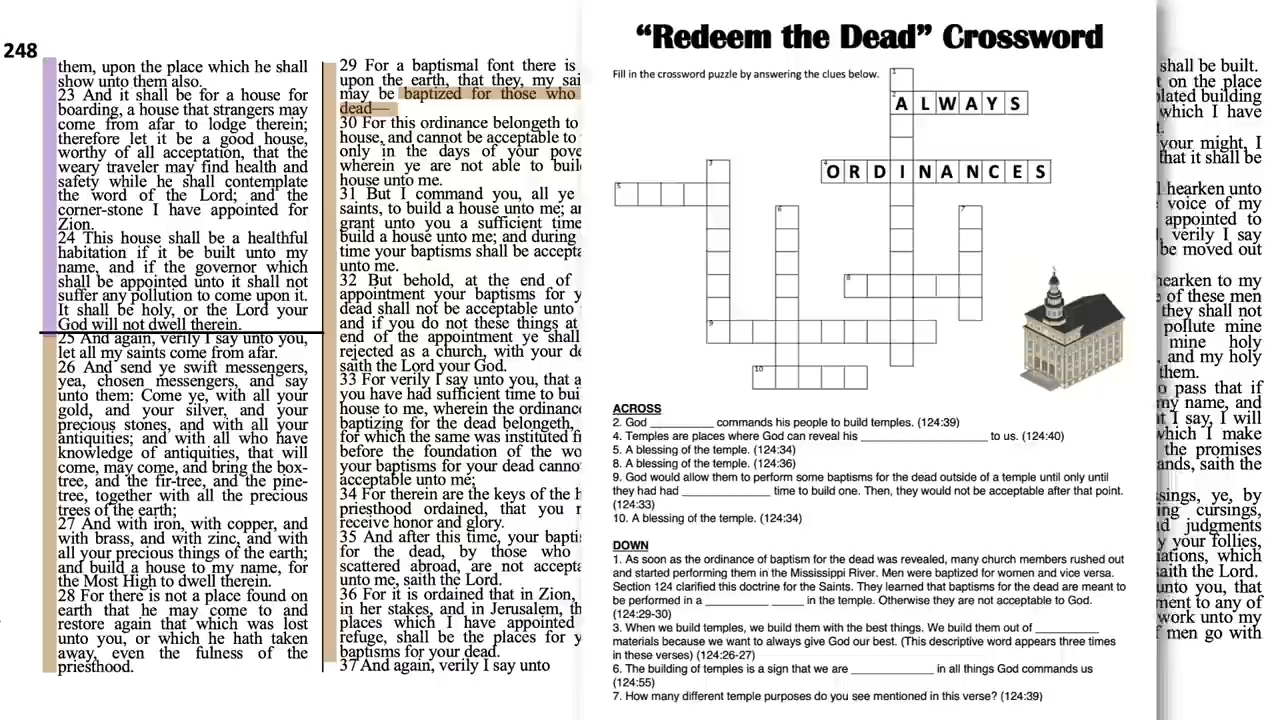 248
them, upon the place which he shall
show unto them also.
23 And it shall be for a house for
boarding, a house that strangers may
come from afar to lodge therein;
therefore let it be a good house,
worthy of all acceptation, that the
weary traveler may find health and
safety while he shall contemplate
the word of the Lord; and the
corner-stone I have appointed for
Zion.
24 This house shall be a healthful
habitation if it be built unto my
name, and if the governor which
shall be appointed unto it shall not
suffer any pollution to come upon it.
It shall be holy, or the Lord your
God will not dwell therein.
25 And again, verily I say unto you,
let all my saints come from afar.
26 And send ye swift messengers,
yea, chosen messengers, and say
unto them: Come ye, with all your
gold, and your silver, and your
precious stones, and with all your
antiquities; and with all who have
knowledge of antiquities, that will
come, may come, and bring the box-
tree, and the fir-tree, and the pine-
tree, together with all the precious
trees of the earth;
27 And with iron, with copper, and
with brass, and with zinc, and with
all your precious things of the earth;
and build a house to my name, for
the Most High to dwell therein.
28 For there is not a place found on
earth that he may come to and
restore again that which was lost
unto you, or which he hath taken
away, even the fulness of the
priesthood.
29 For a baptismal font there is
upon the earth, that they, my sai
may be baptized for those who
dead—
30 For this ordinance belongeth to
house, and cannot be acceptable to
only in the days of your pove
wherein ye are not able to buil
house unto me.
31 But I command you, all ye
saints, to build a house unto me; an
grant unto you a sufficient time
build a house unto me; and during
time your baptisms shall be accepta
unto me.
32 But behold, at the end of
appointment your baptisms for y
dead shall not be acceptable unto
and if you do not these things at
end of the appointment ye shall
rejected as a church, with your de
saith the Lord your God.
33 For verily I say unto you, that a
you have had sufficient time to bui
house to me, wherein the ordinanc
baptizing for the dead belongeth,
for which the same was instituted f
before the foundation of the wo
your baptisms for your dead canno
acceptable unto me;
34 For therein are the keys of the h
priesthood ordained, that you r
receive honor and glory.
35 And after this time, your bapti
for the dead, by those who
scattered abroad, are not accepta
unto me, saith the Lord.
36 For it is ordained that in Zion,
in her stakes, and in Jerusalem, th
places which I have appointed
refuge, shall be the places for y
baptisms for your dead.
37 And again, verily I say unto
“Redeem the Dead” Crossword
Fill in the crossword puzzle by answering the clues below.
1
2 ALWAYS
3
4 ORDINANCES
5
6
7
8
9
10
ACROSS
2. God __________ commands his people to build temples. (124:39)
4. Temples are places where God can reveal his ____________________ to us. (124:40)
5. A blessing of the temple. (124:34)
8. A blessing of the temple. (124:36)
9. God would allow them to perform some baptisms for the dead outside of a temple until only until
they had had ______________ time to build one. Then, they would not be acceptable after that point.
(124:33)
10. A blessing of the temple. (124:34)
DOWN
1. As soon as the ordinance of baptism for the dead was revealed, many church members rushed out
and started performing them in the Mississippi River. Men were baptized for women and vice versa.
Section 124 clarified this doctrine for the Saints. They learned that baptisms for the dead are meant to
be performed in a __________ _____ in the temple. Otherwise they are not acceptable to God.
(124:29-30)
3. When we build temples, we build them with the best things. We build them out of __________
materials because we want to always give God our best. (This descriptive word appears three times
in these verses) (124:26-27)
6. The building of temples is a sign that we are _____________ in all things God commands us
(124:55)
7. How many different temple purposes do you see mentioned in this verse? (124:39)
shall be built.
t on the place
plated building
which I have
t.
your might, I
that it shall be
l hearken unto
voice of my
appointed to
, verily I say
be moved out
hearken to my
of these men
they shall not
pollute mine
mine holy
, and my holy
them.
o pass that if
my name, and
t I say, I will
which I make
the promises
ands, saith the
ssings, ye, by
ing cursings,
d judgments
y your follies,
ations, which
saith the Lord.
unto you, that
ment to any of
work unto my
f men go with